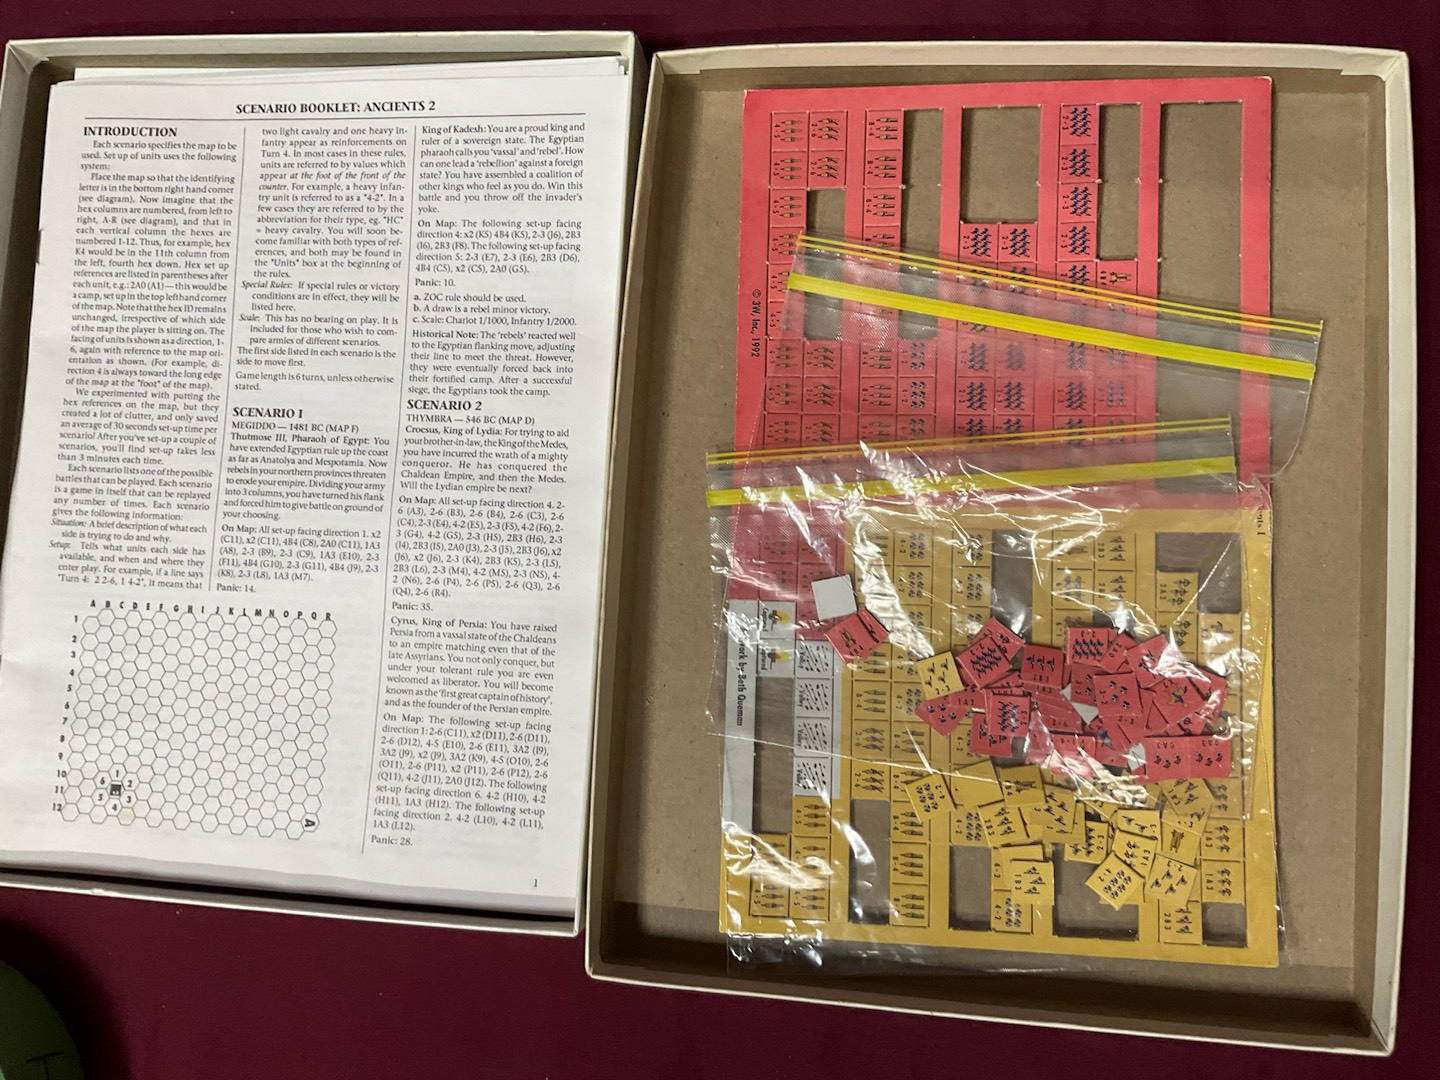 SCENARIO BOOKLET: ANCIENTS 2
INTRODUCTION
Each scenario specifies the map to be
used. Set up of units uses the following
system:
Place the map so that the identifying
letter is in the bottom right hand corner
(see diagram). Now imagine that the
hex columns are numbered, from left to
right, A-R (see diagram), and that in
each vertical column the hexes are
numbered 1-12. Thus, for example, hex
K4 would be in the 11th column from
the left, fourth hex down. Hex set up
references are listed in parentheses after
each unit, e.g.: 2A0 (A1)—this would be
a camp, set up in the top lefthand corner
of the map. Note that the hex ID remains
unchanged, irrespective of which side
of the map the player is sitting on. The
facing of units is shown as a direction, 1-
6, again with reference to the map ori-
entation as shown. (For example, di-
rection 4 is always toward the long edge
of the map at the "foot" of the map).
We experimented with putting the
hex references on the map, but they
created a lot of clutter, and only saved
an average of 30 seconds set-up time per
scenario! After you've set-up a couple of
scenarios, you'll find set-up takes less
than 3 minutes each time.
Each scenario lists one of the possible
battles that can be played. Each scenario
is a game in itself that can be replayed
any number of times. Each scenario
gives the following information:
Situation: A brief description of what each
side is trying to do and why.
Setup: Tells what units each side has
available, and when and where they
enter play. For example, if a line says
"Turn 4: 2 2-6, 1 4-2", it means that
A B C D E F G H I J K L M N O P Q R
1
2
3
4
5
6
7
8
9
10
11
12
1
6 2
5 3
4
A
two light cavalry and one heavy in-
fantry appear as reinforcements on
Turn 4. In most cases in these rules,
units are referred to by values which
appear at the foot of the front of the
counter. For example, a heavy infan-
try unit is referred to as a "4-2". In a
few cases they are referred to by the
abbreviation for their type, eg. "HC"
= heavy cavalry. You will soon be-
come familiar with both types of ref-
erences, and both may be found in
the "Units" box at the beginning of
the rules.
Special Rules: If special rules or victory
conditions are in effect, they will be
listed here.
Scale: This has no bearing on play. It is
included for those who wish to com-
pare armies of different scenarios.
The first side listed in each scenario is the
side to move first.
Game length is 6 turns, unless otherwise
stated.
SCENARIO I
MEGIDDO — 1481 BC (MAP F)
Thutmose III, Pharaoh of Egypt: You
have extended Egyptian rule up the coast
as far as Anatolya and Mespotamia. Now
rebels in your northern provinces threaten
to erode your empire. Dividing your army
into 3 columns, you have turned his flank
and forced him to give battle on ground of
your choosing.
On Map: All set-up facing direction 1. x2
(C11), x2 (C11), 4B4 (C8), 2A0 (C11), 1A3
(A8), 2-3 (B9), 2-3 (C9), 1A3 (E10), 2-3
(F11), 4B4 (G10), 2-3 (G11), 4B4 (J9), 2-3
(K8), 2-3 (L8), 1A3 (M7).
Panic: 14.
King of Kadesh: You are a proud king and
ruler of a sovereign state. The Egyptian
pharaoh calls you 'vassal' and 'rebel'. How
can one lead a 'rebellion' against a foreign
state? You have assembled a coalition of
other kings who feel as you do. Win this
battle and you throw off the invader's
yoke.
On Map: The following set-up facing
direction 4: x2 (K5) 4B4 (K5), 2-3 (J6), 2B3
(I6), 2B3 (F8). The following set-up facing
direction 5: 2-3 (E7), 2-3 (E6), 2B3 (D6),
4B4 (C5), x2 (C5), 2A0 (G5).
Panic: 10.
a. ZOC rule should be used.
b. A draw is a rebel minor victory.
c. Scale: Chariot 1/1000, Infantry 1/2000.
Historical Note: The 'rebels' reacted well
to the Egyptian flanking move, adjusting
their line to meet the threat. However,
they were eventually forced back into
their fortified camp. After a successful
siege, the Egyptians took the camp.
SCENARIO 2
THYMBRA — 546 BC (MAP D)
Croesus, King of Lydia: For trying to aid
your brother-in-law, the King of the Medes,
you have incurred the wrath of a mighty
conqueror. He has conquered the
Chaldean Empire, and then the Medes.
Will the Lydian empire be next?
On Map: All set-up facing direction 4. 2-
6 (A3), 2-6 (B3), 2-6 (B4), 2-6 (C3), 2-6
(C4), 2-3 (E4), 4-2 (E5), 2-3 (F5), 4-2 (F6), 2-
3 (G4), 4-2 (G5), 2-3 (H5), 2B3 (H6), 2-3
(I4), 2B3 (I5), 2A0 (J3), 2-3 (J5), 2B3 (J6), x2
(J6), x2 (J6), 2-3 (K4), 2B3 (K5), 2-3 (L5),
2B3 (L6), 2-3 (M4), 4-2 (M5), 2-3 (N5), 4-
2 (N6), 2-6 (P4), 2-6 (P5), 2-6 (Q3), 2-6
(Q4), 2-6 (R4).
Panic: 35.
Cyrus, King of Persia: You have raised
Persia from a vassal state of the Chaldeans
to an empire matching even that of the
late Assyrians. You not only conquer, but
under your tolerant rule you are even
welcomed as liberator. You will become
known as the 'first great captain of history',
and as the founder of the Persian empire.
On Map: The following set-up facing
direction 1: 2-6 (C11), x2 (D11), 2-6 (D11),
2-6 (D12), 4-5 (E10), 2-6 (E11), 3A2 (I9),
3A2 (J9), x2 (J9), 3A2 (K9), 4-5 (O10), 2-6
(O11), 2-6 (P11), x2 (P11), 2-6 (P12), 2-6
(Q11), 4-2 (J11), 2A0 (J12). The following
set-up facing direction 6. 4-2 (H10), 4-2
(H11), 1A3 (H12). The following set-up
facing direction 2. 4-2 (L10), 4-2 (L11),
1A3 (L12).
Panic: 28.
1
© 3W, Inc., 1992
work by Beth Queman
Valley
Valley
Valley
Valley